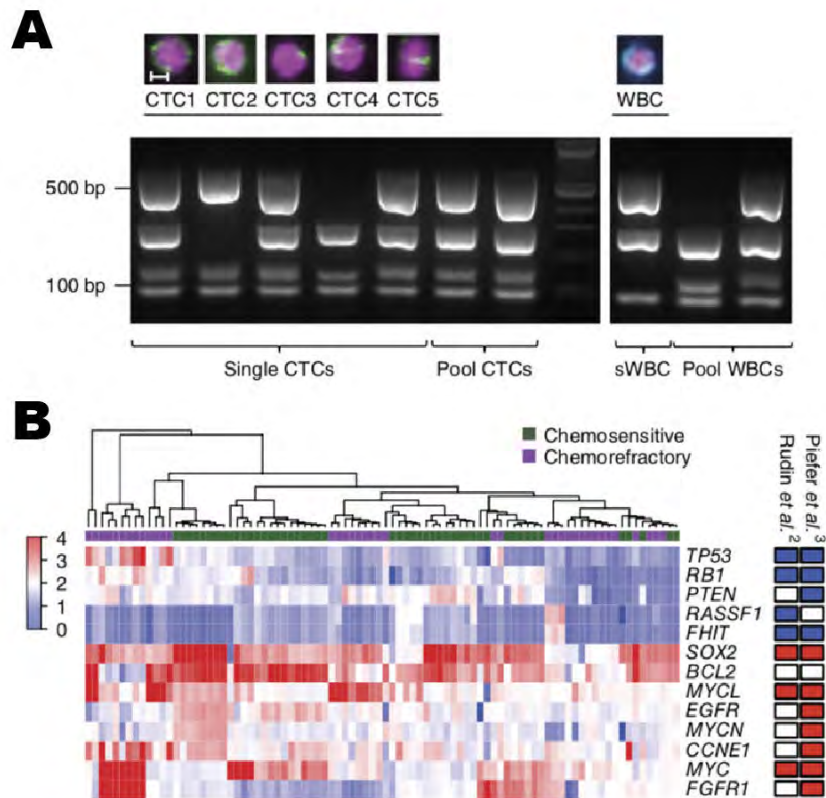 A
CTC1 CTC2 CTC3 CTC4 CTC5 WBC
500 bp
100 bp
Single CTCs Pool CTCs sWBC Pool WBCs
B
Chemosensitive
Chemorefractory
Rudin et al. 2
Piefer et al. 3
4
3
2
1
0
TP53
RB1
PTEN
RASSF1
FHIT
SOX2
BCL2
MYCL
EGFR
MYCN
CCNE1
MYC
FGFR1